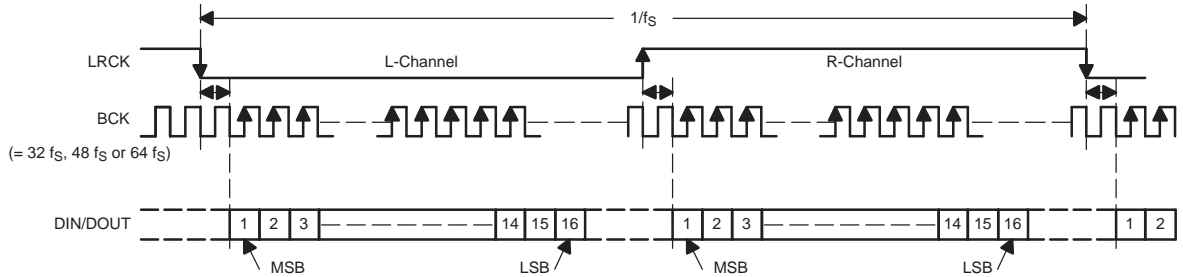 1/fS
LRCK
L-Channel
R-Channel
BCK
(= 32 fS, 48 fS or 64 fS)
DIN/DOUT
1 2 3 14 15 16 1 2 3 14 15 16 1 2
MSB LSB MSB LSB